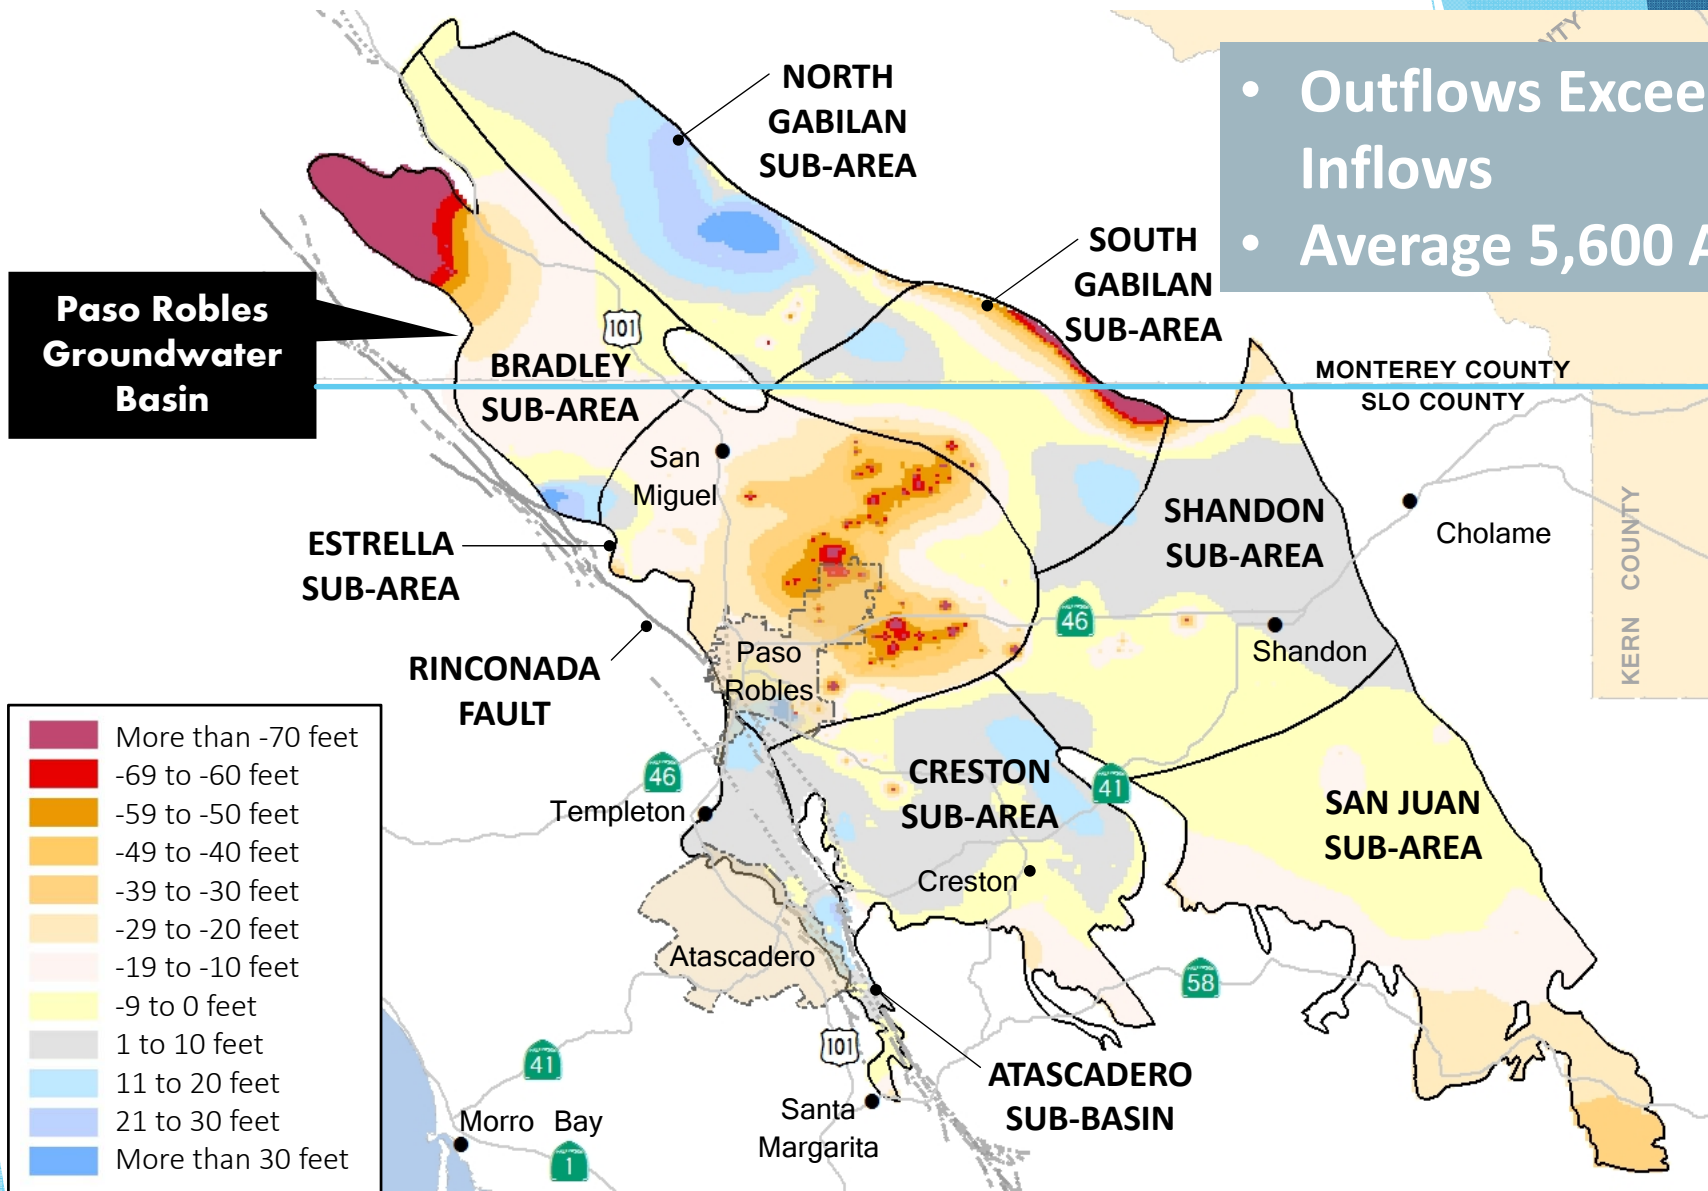 NORTH
GABILAN
SUB-AREA
• Outflows Excee
Inflows
• Average 5,600 A
SOUTH
GABILAN
SUB-AREA
Paso Robles
Groundwater
Basin
101
BRADLEY
SUB-AREA
MONTEREY COUNTY
SLO COUNTY
San
Miguel
SHANDON
SUB-AREA
Cholame
KERN COUNTY
ESTRELLA
SUB-AREA
46
Shandon
RINCONADA
FAULT
Paso
Robles
More than -70 feet
-69 to -60 feet
-59 to -50 feet
-49 to -40 feet
-39 to -30 feet
-29 to -20 feet
-19 to -10 feet
-9 to 0 feet
1 to 10 feet
11 to 20 feet
21 to 30 feet
More than 30 feet
46
Templeton
CRESTON
SUB-AREA
41
SAN JUAN
SUB-AREA
Creston
Atascadero
58
101
41
ATASCADERO
SUB-BASIN
Santa
Margarita
Morro Bay
1